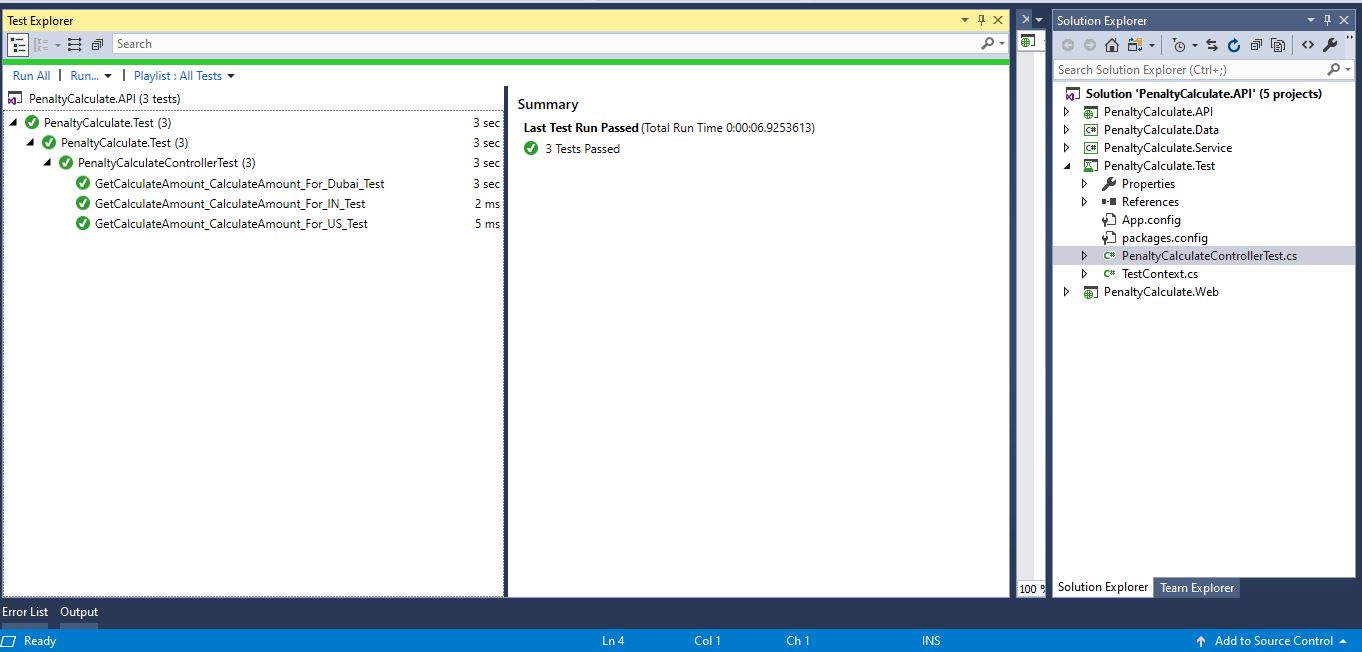 Test Explorer
Search
Run All | Run... | Playlist : All Tests
PenaltyCalculate.API (3 tests)
PenaltyCalculate.Test (3) 3 sec
PenaltyCalculate.Test (3) 3 sec
PenaltyCalculateControllerTest (3) 3 sec
GetCalculateAmount_CalculateAmount_For_Dubai_Test 3 sec
GetCalculateAmount_CalculateAmount_For_IN_Test 2 ms
GetCalculateAmount_CalculateAmount_For_US_Test 5 ms
Summary
Last Test Run Passed (Total Run Time 0:00:06.9253613)
3 Tests Passed
100 %
Solution Explorer
Search Solution Explorer (Ctrl+;)
Solution 'PenaltyCalculate.API' (5 projects)
PenaltyCalculate.API
C# PenaltyCalculate.Data
C# PenaltyCalculate.Service
PenaltyCalculate.Test
Properties
References
App.config
packages.config
C# PenaltyCalculateControllerTest.cs
C# TestContext.cs
PenaltyCalculate.Web
Solution Explorer Team Explorer
Error List Output
Ready Ln 4 Col 1 Ch 1 INS Add to Source Control